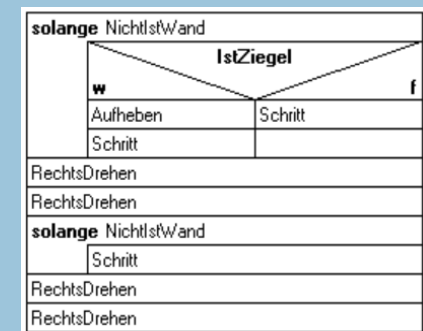 solange NichtIstWand
IstZiegel
w f
Aufheben Schritt
Schritt
RechtsDrehen
RechtsDrehen
solange NichtIstWand
Schritt
RechtsDrehen
RechtsDrehen